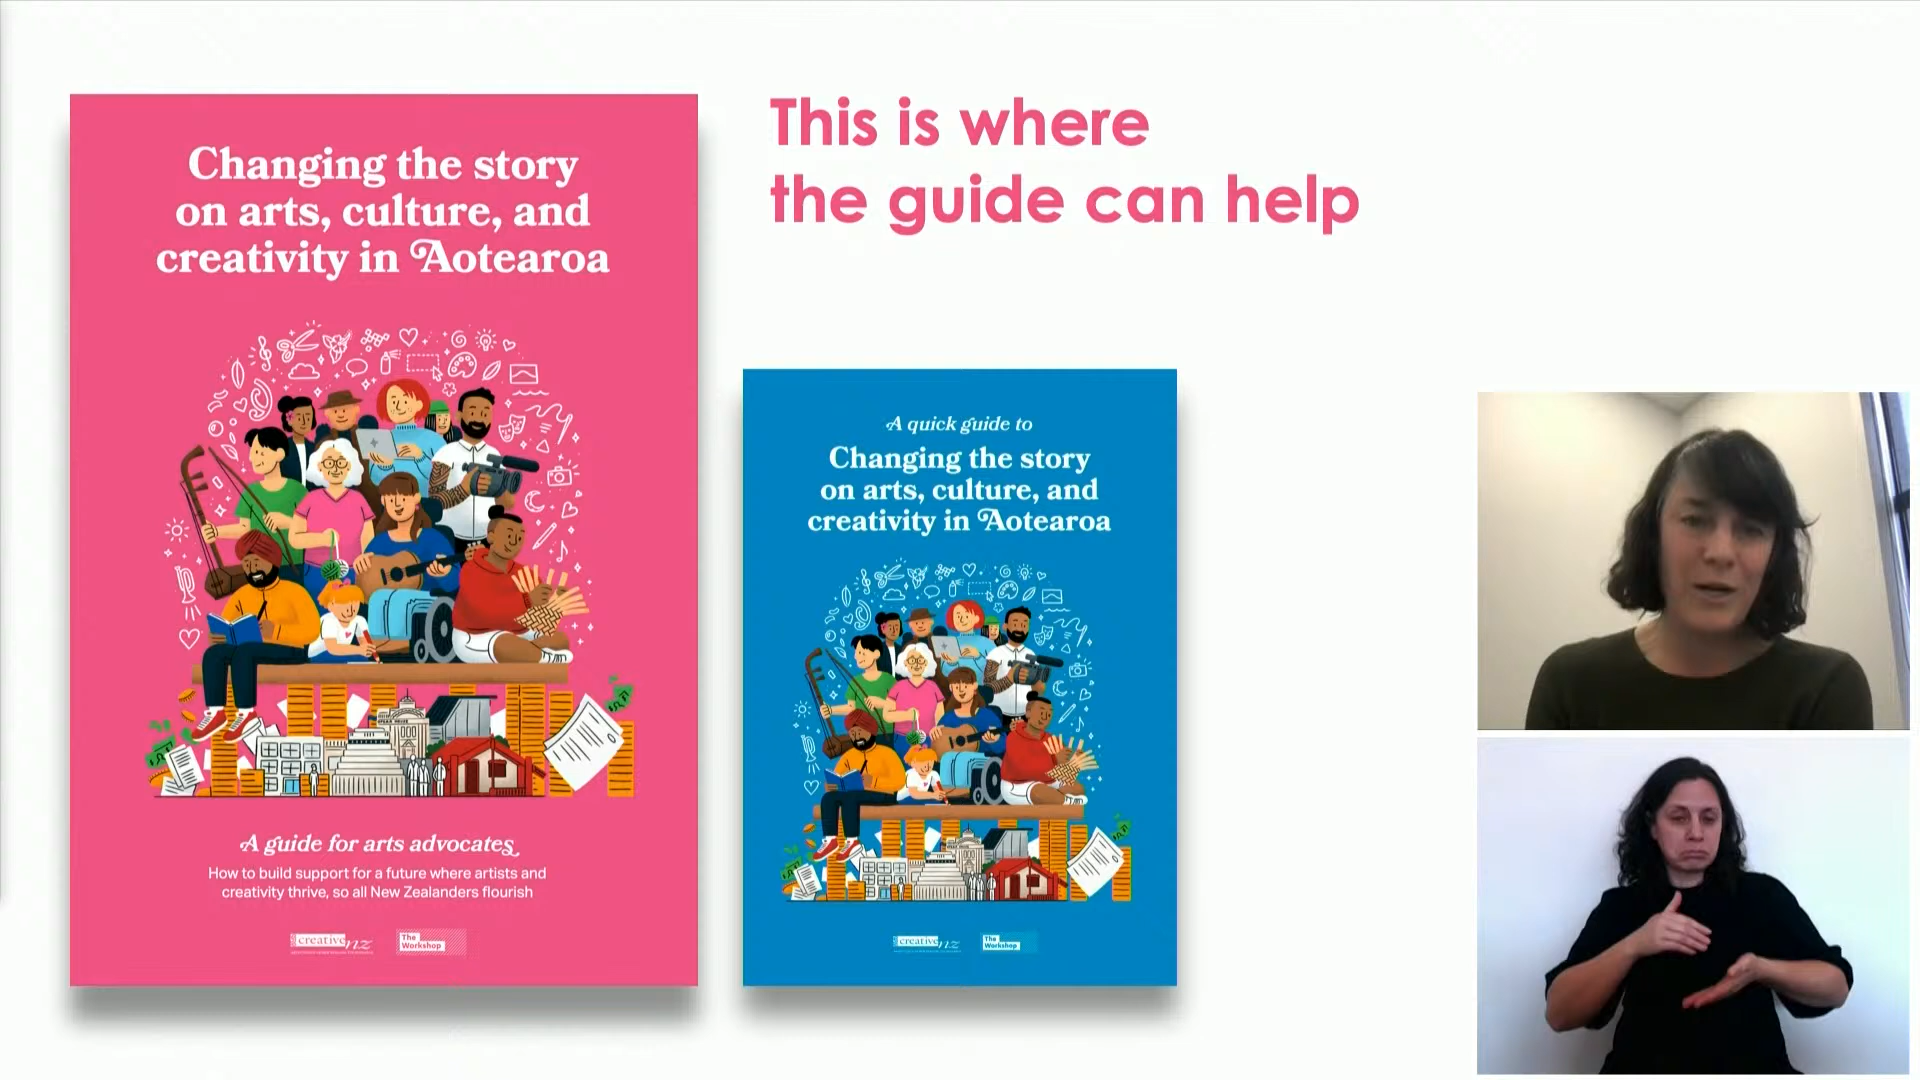 This is where
the guide can help
Changing the story
on arts, culture, and
creativity in Aotearoa
A guide for arts advocates
How to build support for a future where artists and
creativity thrive, so all New Zealanders flourish
creative nz
The
Workshop
A quick guide to
Changing the story
on arts, culture, and
creativity in Aotearoa
creative nz
The
Workshop